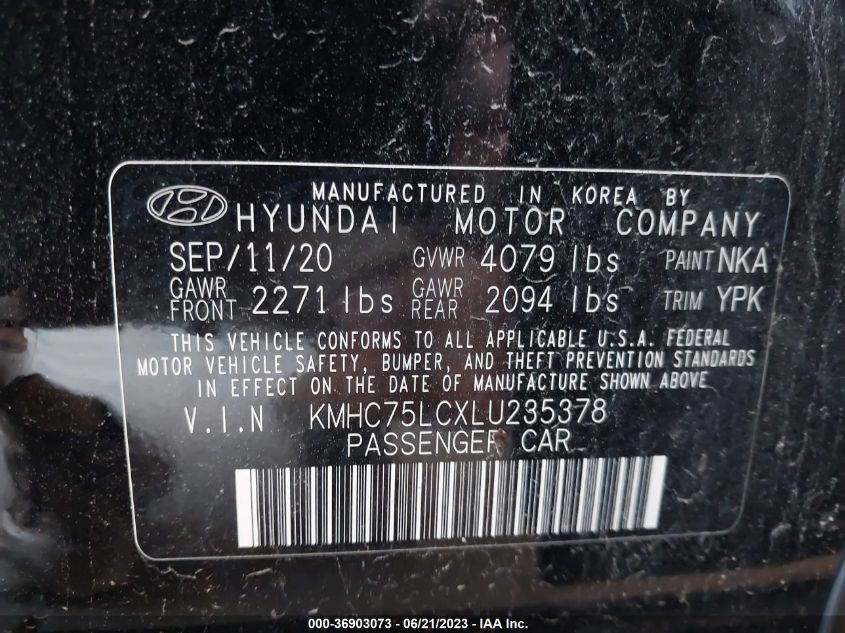 MANUFACTURED IN KOREA BY
HYUNDAI MOTOR COMPANY
SEP/11/20 GVWR 4079 lbs PAINT NKA
GAWR FRONT 2271 lbs GAWR REAR 2094 lbs TRIM YPK
THIS VEHICLE CONFORMS TO ALL APPLICABLE U.S.A. FEDERAL
MOTOR VEHICLE SAFETY, BUMPER, AND THEFT PREVENTION STANDARDS
IN EFFECT ON THE DATE OF MANUFACTURE SHOWN ABOVE
V.I.N KMHC75LCXLU235378
PASSENGER CAR
000-36903073 - 06/21/2023 - IAA Inc.